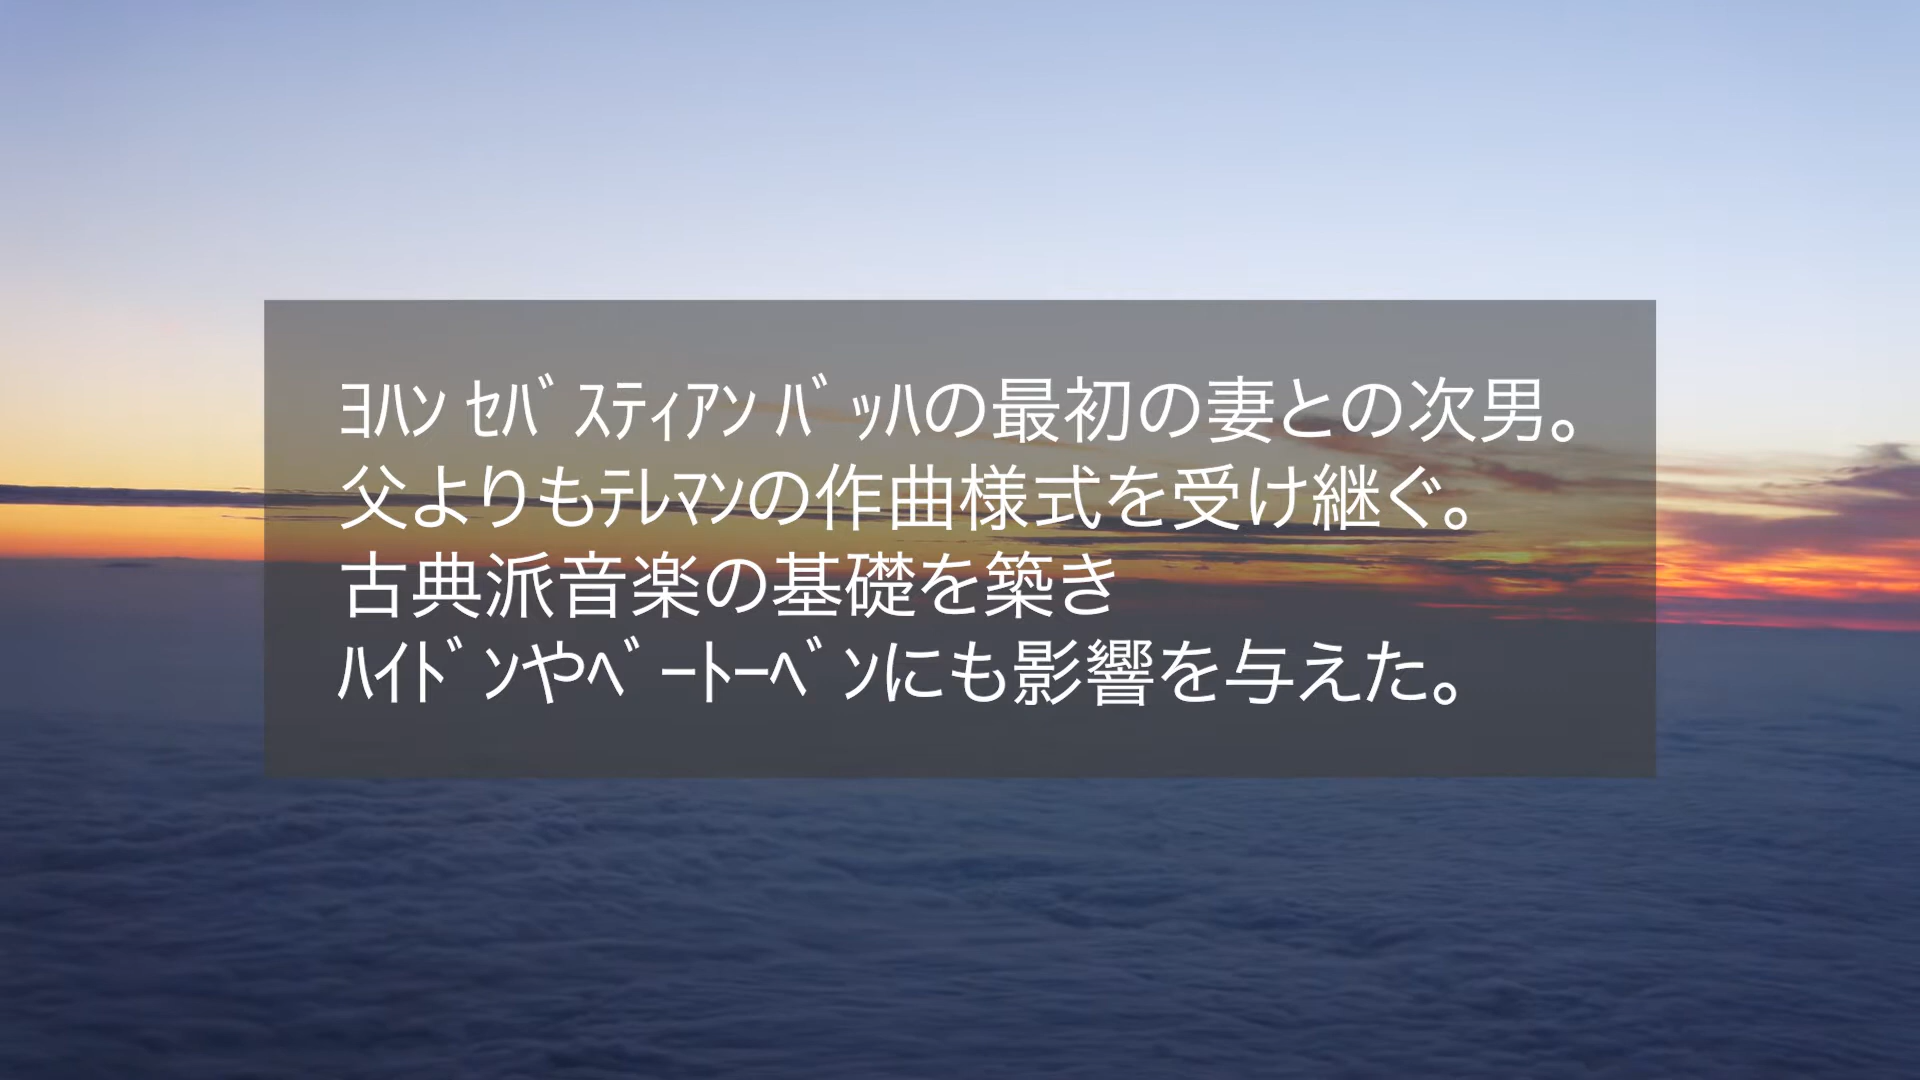 ﾖﾊﾝ ｾﾊﾞｽﾃｨｱﾝ ﾊﾞｯﾊの最初の妻との次男。
父よりもﾃﾚﾏﾝの作曲様式を受け継ぐ。
古典派音楽の基礎を築き
ﾊｲﾄﾞﾝやﾍﾞｰﾄｰﾍﾞﾝにも影響を与えた。